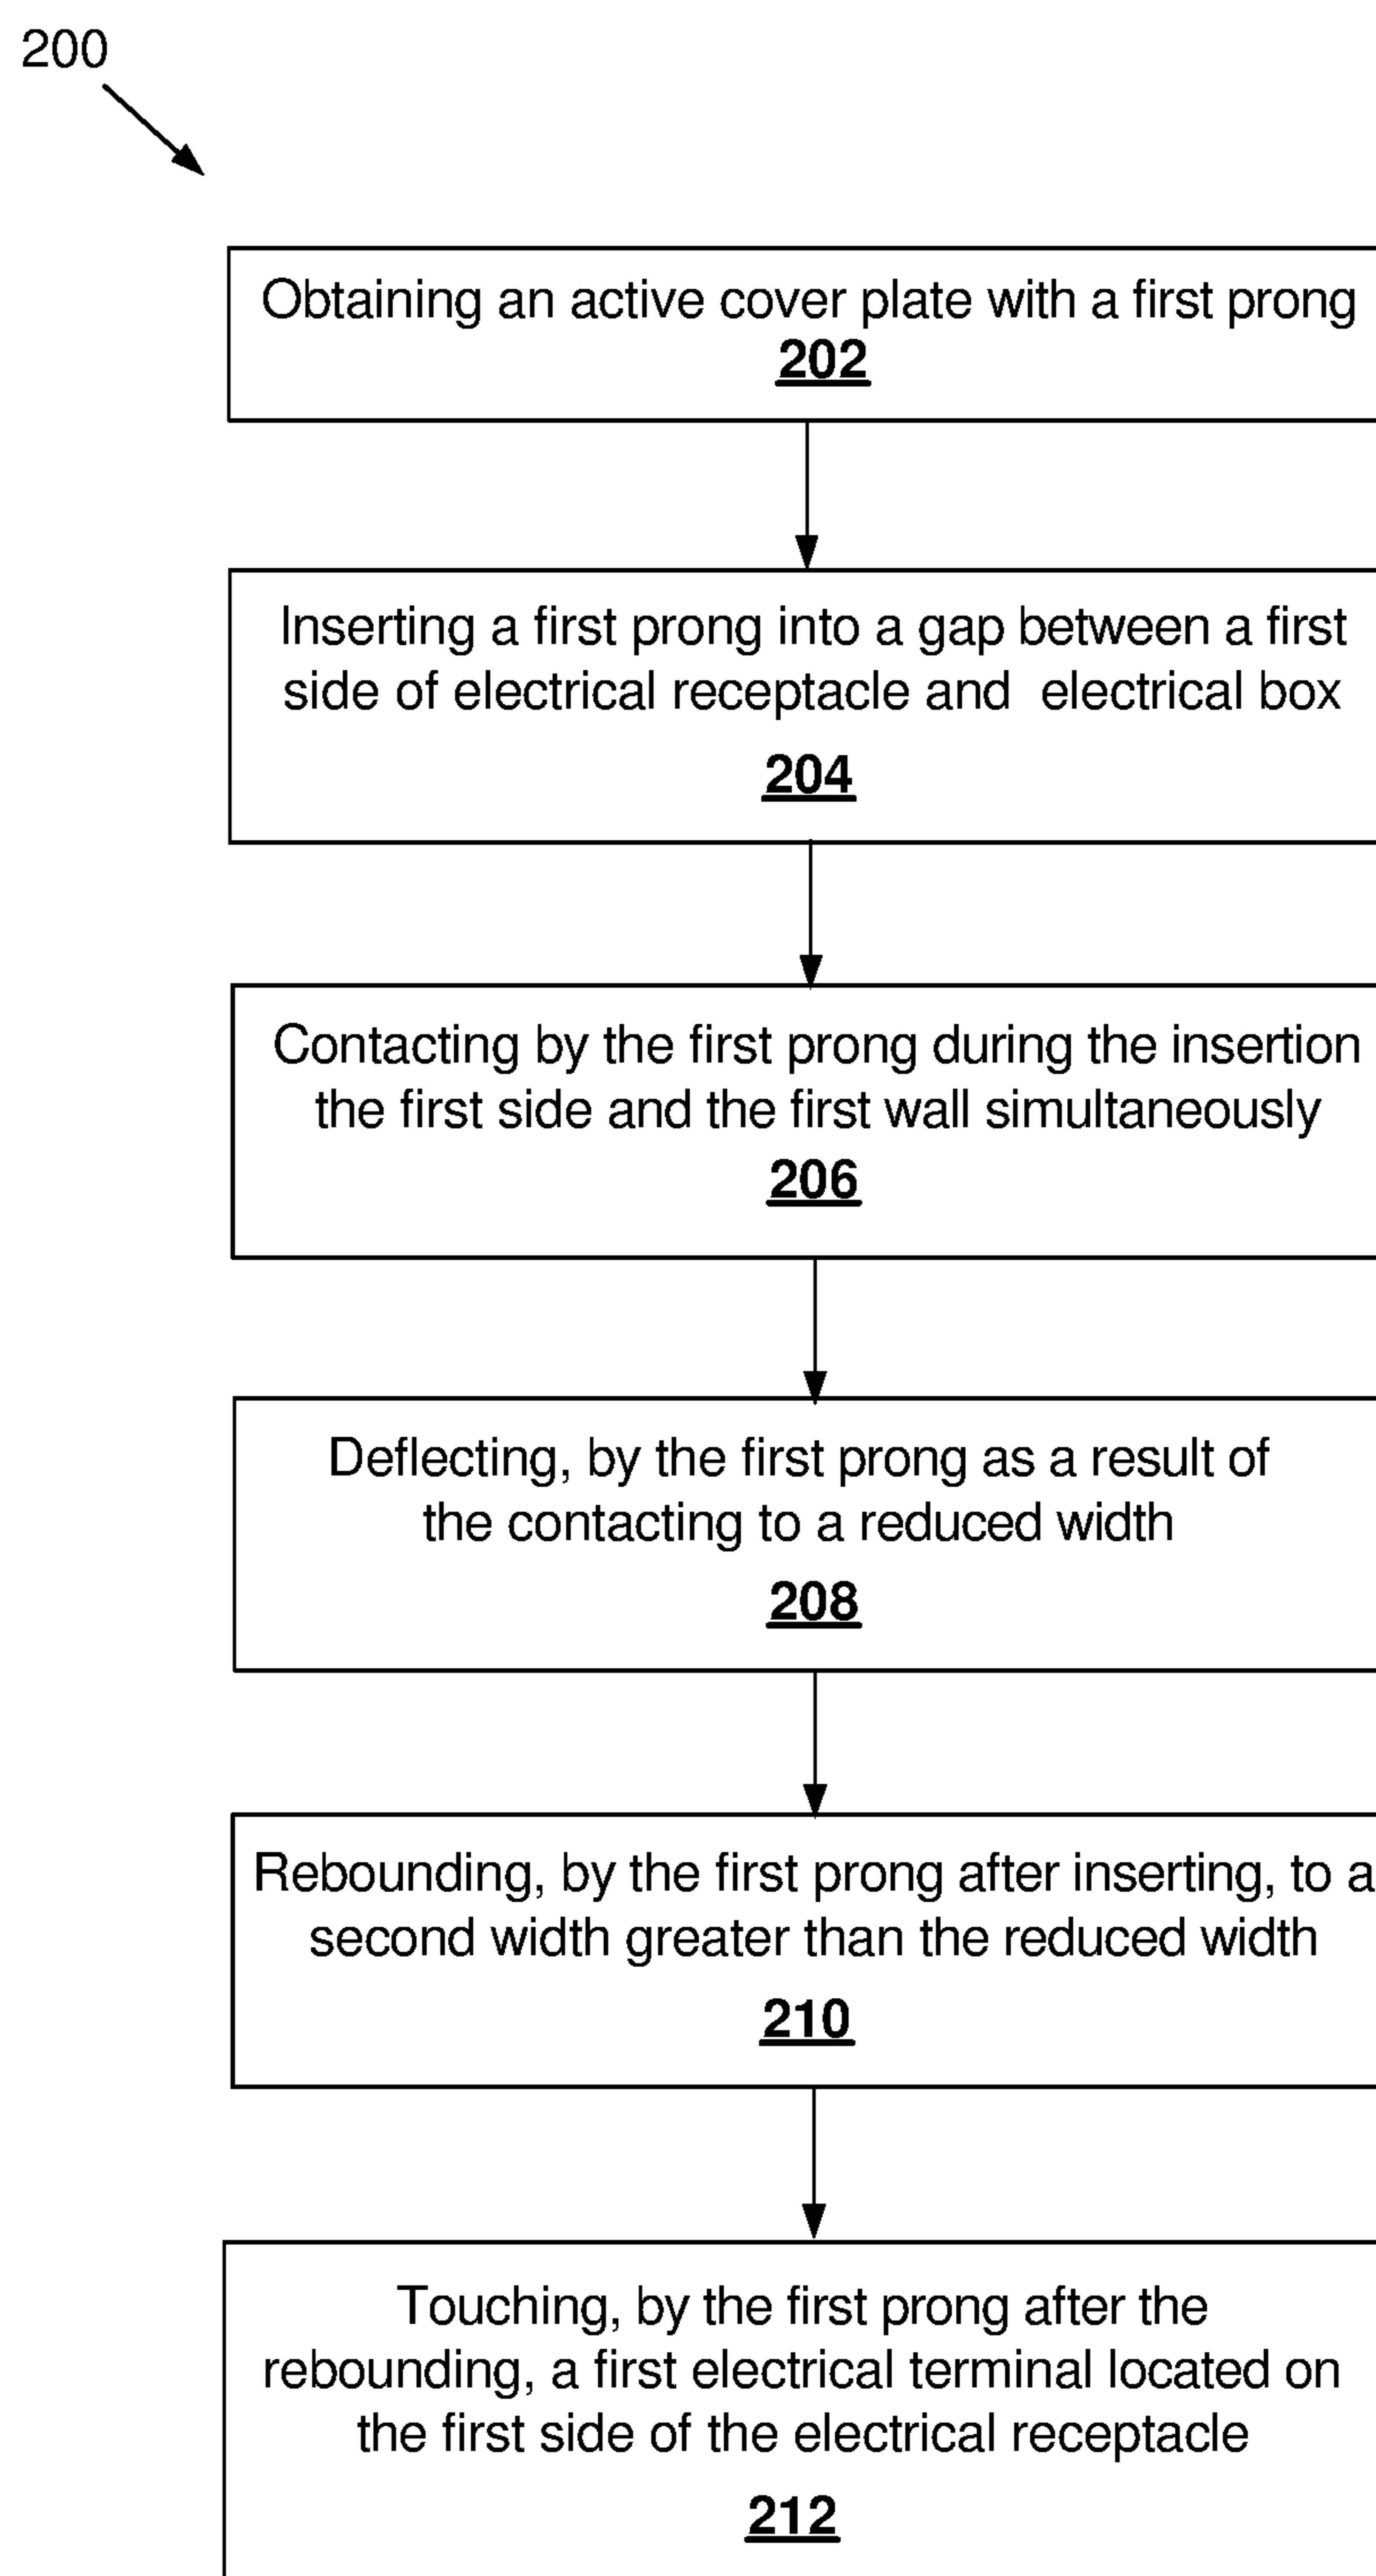 200
Obtaining an active cover plate with a first prong
202
Inserting a first prong into a gap between a first
side of electrical receptacle and electrical box
204
Contacting by the first prong during the insertion
the first side and the first wall simultaneously
206
Deflecting, by the first prong as a result of
the contacting to a reduced width
208
Rebounding, by the first prong after inserting, to a
second width greater than the reduced width
210
Touching, by the first prong after the
rebounding, a first electrical terminal located on
the first side of the electrical receptacle
212